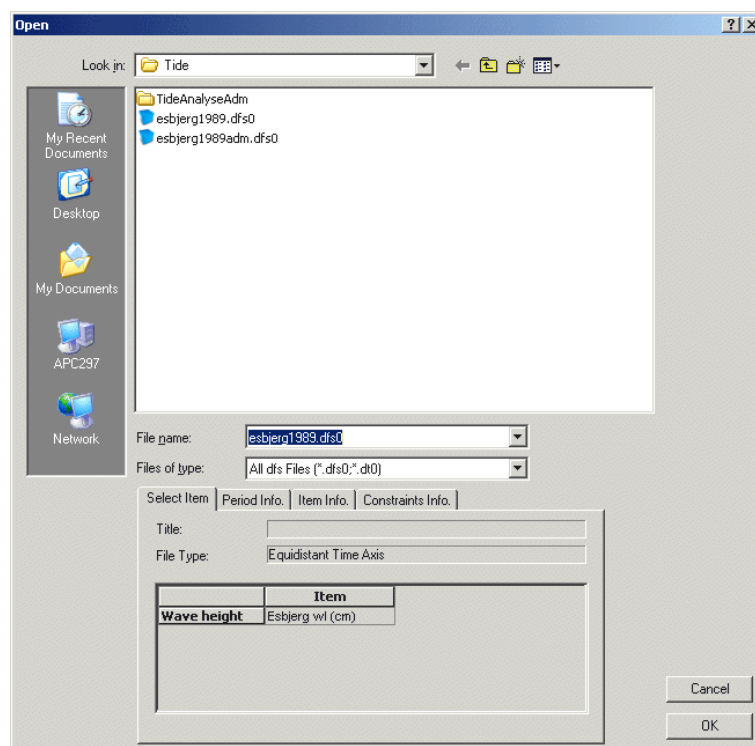 Open
Look in: Tide
TideAnalyseAdm
esbjerg1989.dfs0
esbjerg1989adm.dfs0
My Recent
Documents
Desktop
My Documents
APC297
Network
File name: esbjerg1989.dfs0
Files of type: All dfs Files (*.dfs0;*.dt0)
Select Item Period Info. Item Info. Constraints Info.
Title:
File Type: Equidistant Time Axis
Item
Wave height Esbjerg wl (cm)
Cancel
OK